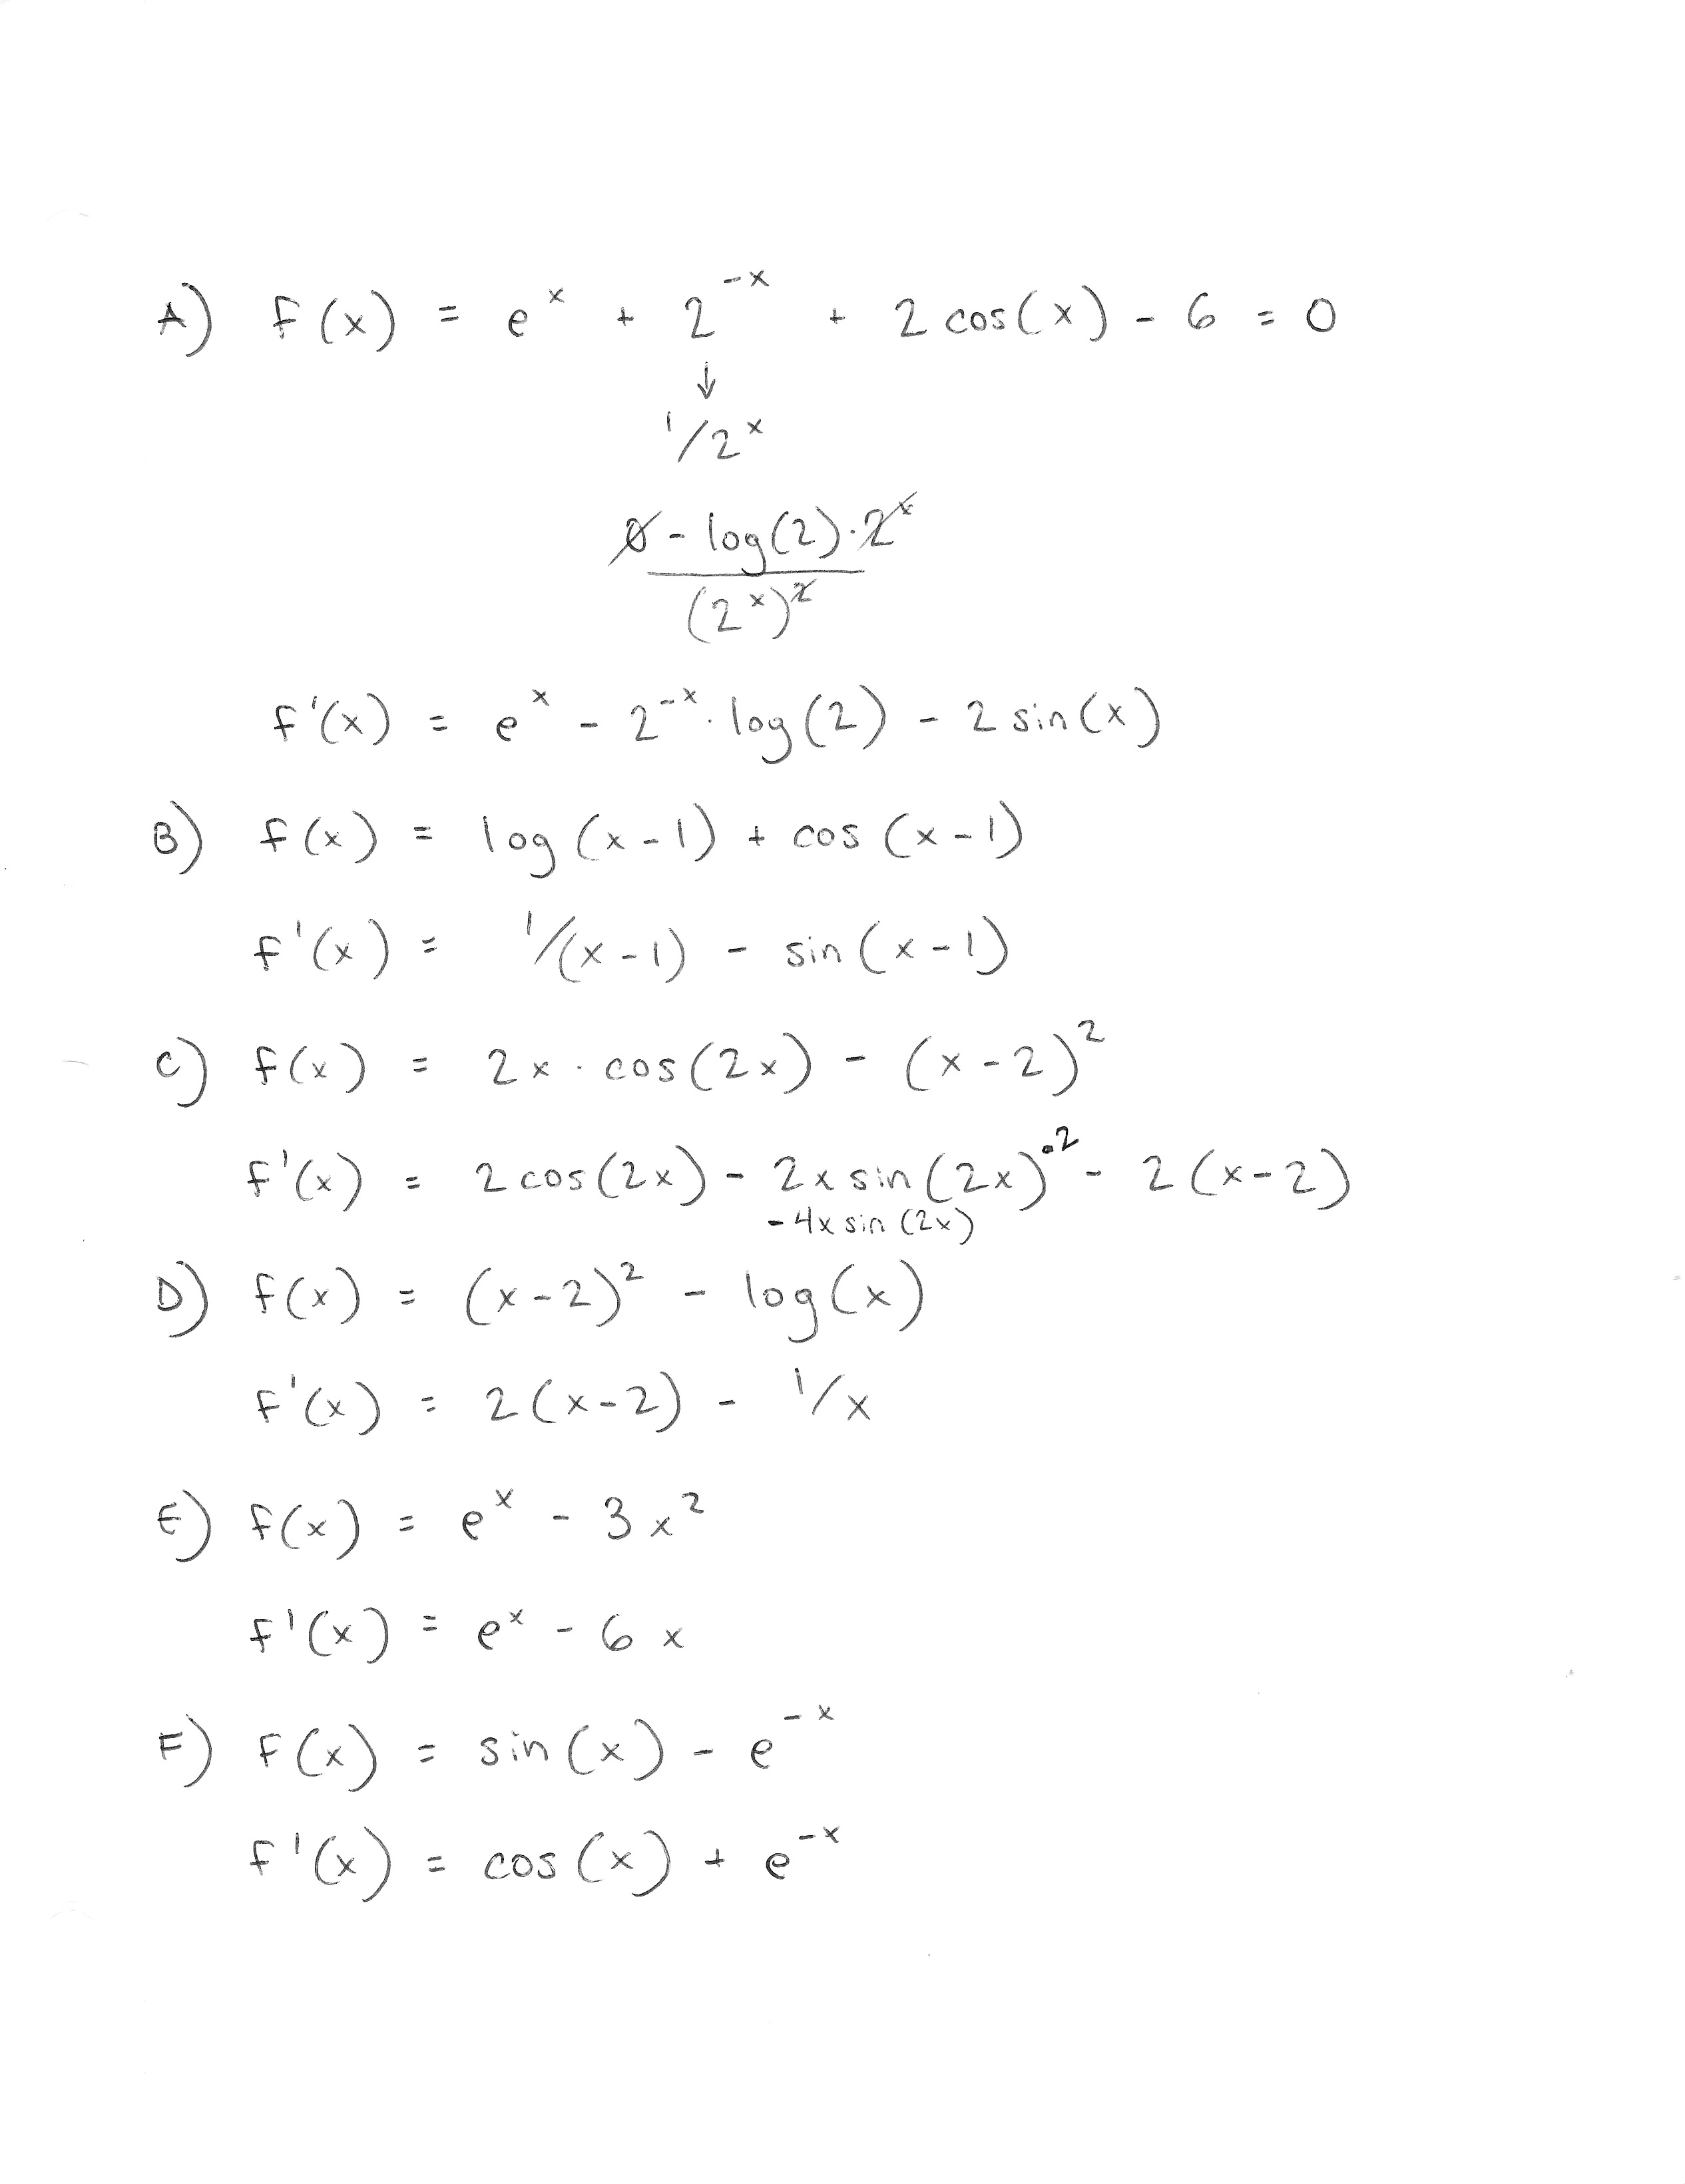 A) f(x) = e^x + 2^-x + 2 cos(x) - 6 = 0
↓
1/2^x
0 - log(2) · 2^x
(2^x)^2
f'(x) = e^x - 2^-x · log(2) - 2 sin(x)
B) f(x) = log(x-1) + cos(x-1)
f'(x) = 1/(x-1) - sin(x-1)
C) f(x) = 2x · cos(2x) - (x-2)^2
f'(x) = 2 cos(2x) - 2x sin(2x)·2 - 2(x-2)
- 4x sin(2x)
D) f(x) = (x-2)^2 - log(x)
f'(x) = 2(x-2) - 1/x
E) f(x) = e^x - 3x^2
f'(x) = e^x - 6x
F) f(x) = sin(x) - e^-x
f'(x) = cos(x) + e^-x